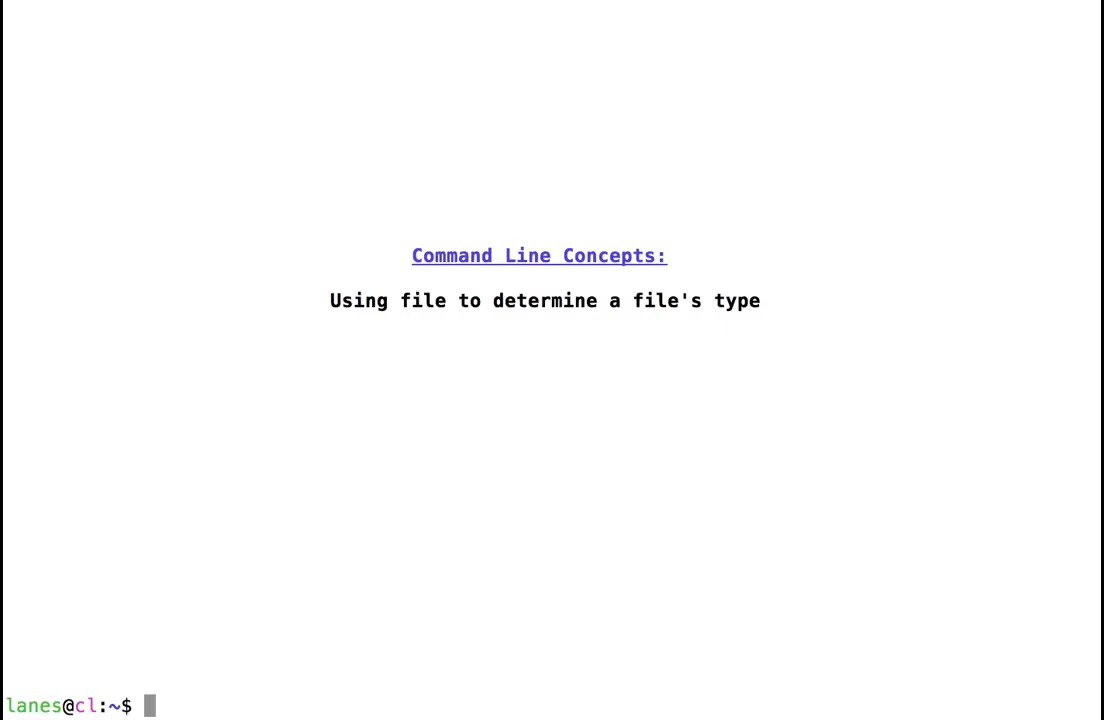 Command Line Concepts:
Using file to determine a file's type
lanes@cl:~$